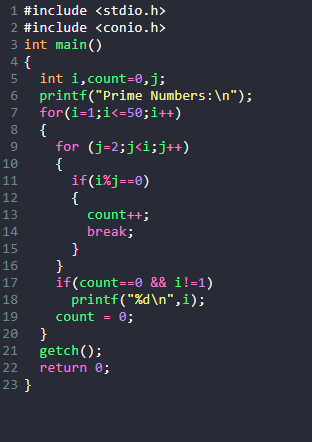 1 #include <stdio.h>
2 #include <conio.h>
3 int main()
4 {
5   int i,count=0,j;
6   printf("Prime Numbers:\n");
7   for(i=1;i<=50;i++)
8   {
9     for (j=2;j<i;j++)
10     {
11       if(i%j==0)
12       {
13         count++;
14         break;
15       }
16     }
17     if(count==0 && i!=1)
18       printf("%d\n",i);
19     count = 0;
20   }
21   getch();
22   return 0;
23 }